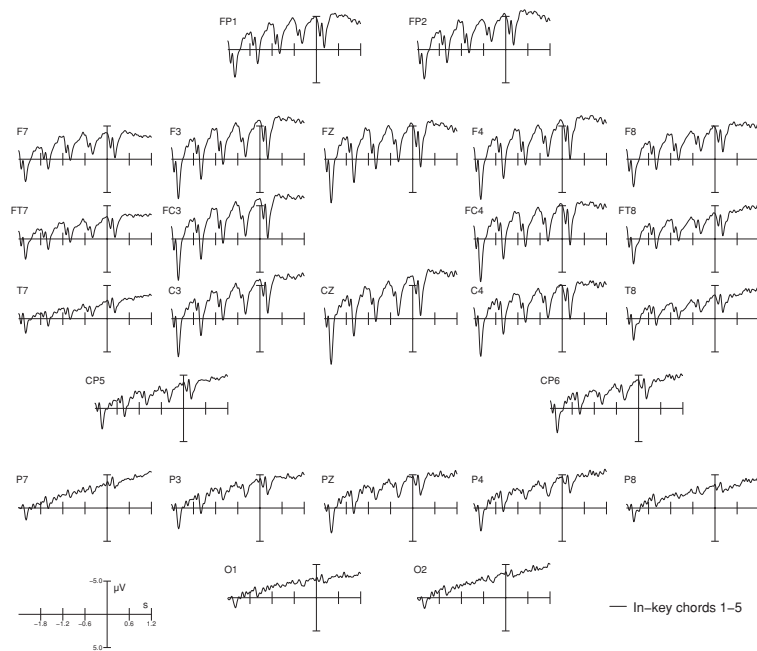 FP1 FP2
F7 F3 FZ F4 F8
FT7 FC3 FC4 FT8
T7 C3 CZ C4 T8
CP5 CP6
P7 P3 PZ P4 P8
O1 O2
-5.0
µV
s
−1.8 −1.2 −0.6 0.6 1.2
5.0
In−key chords 1−5